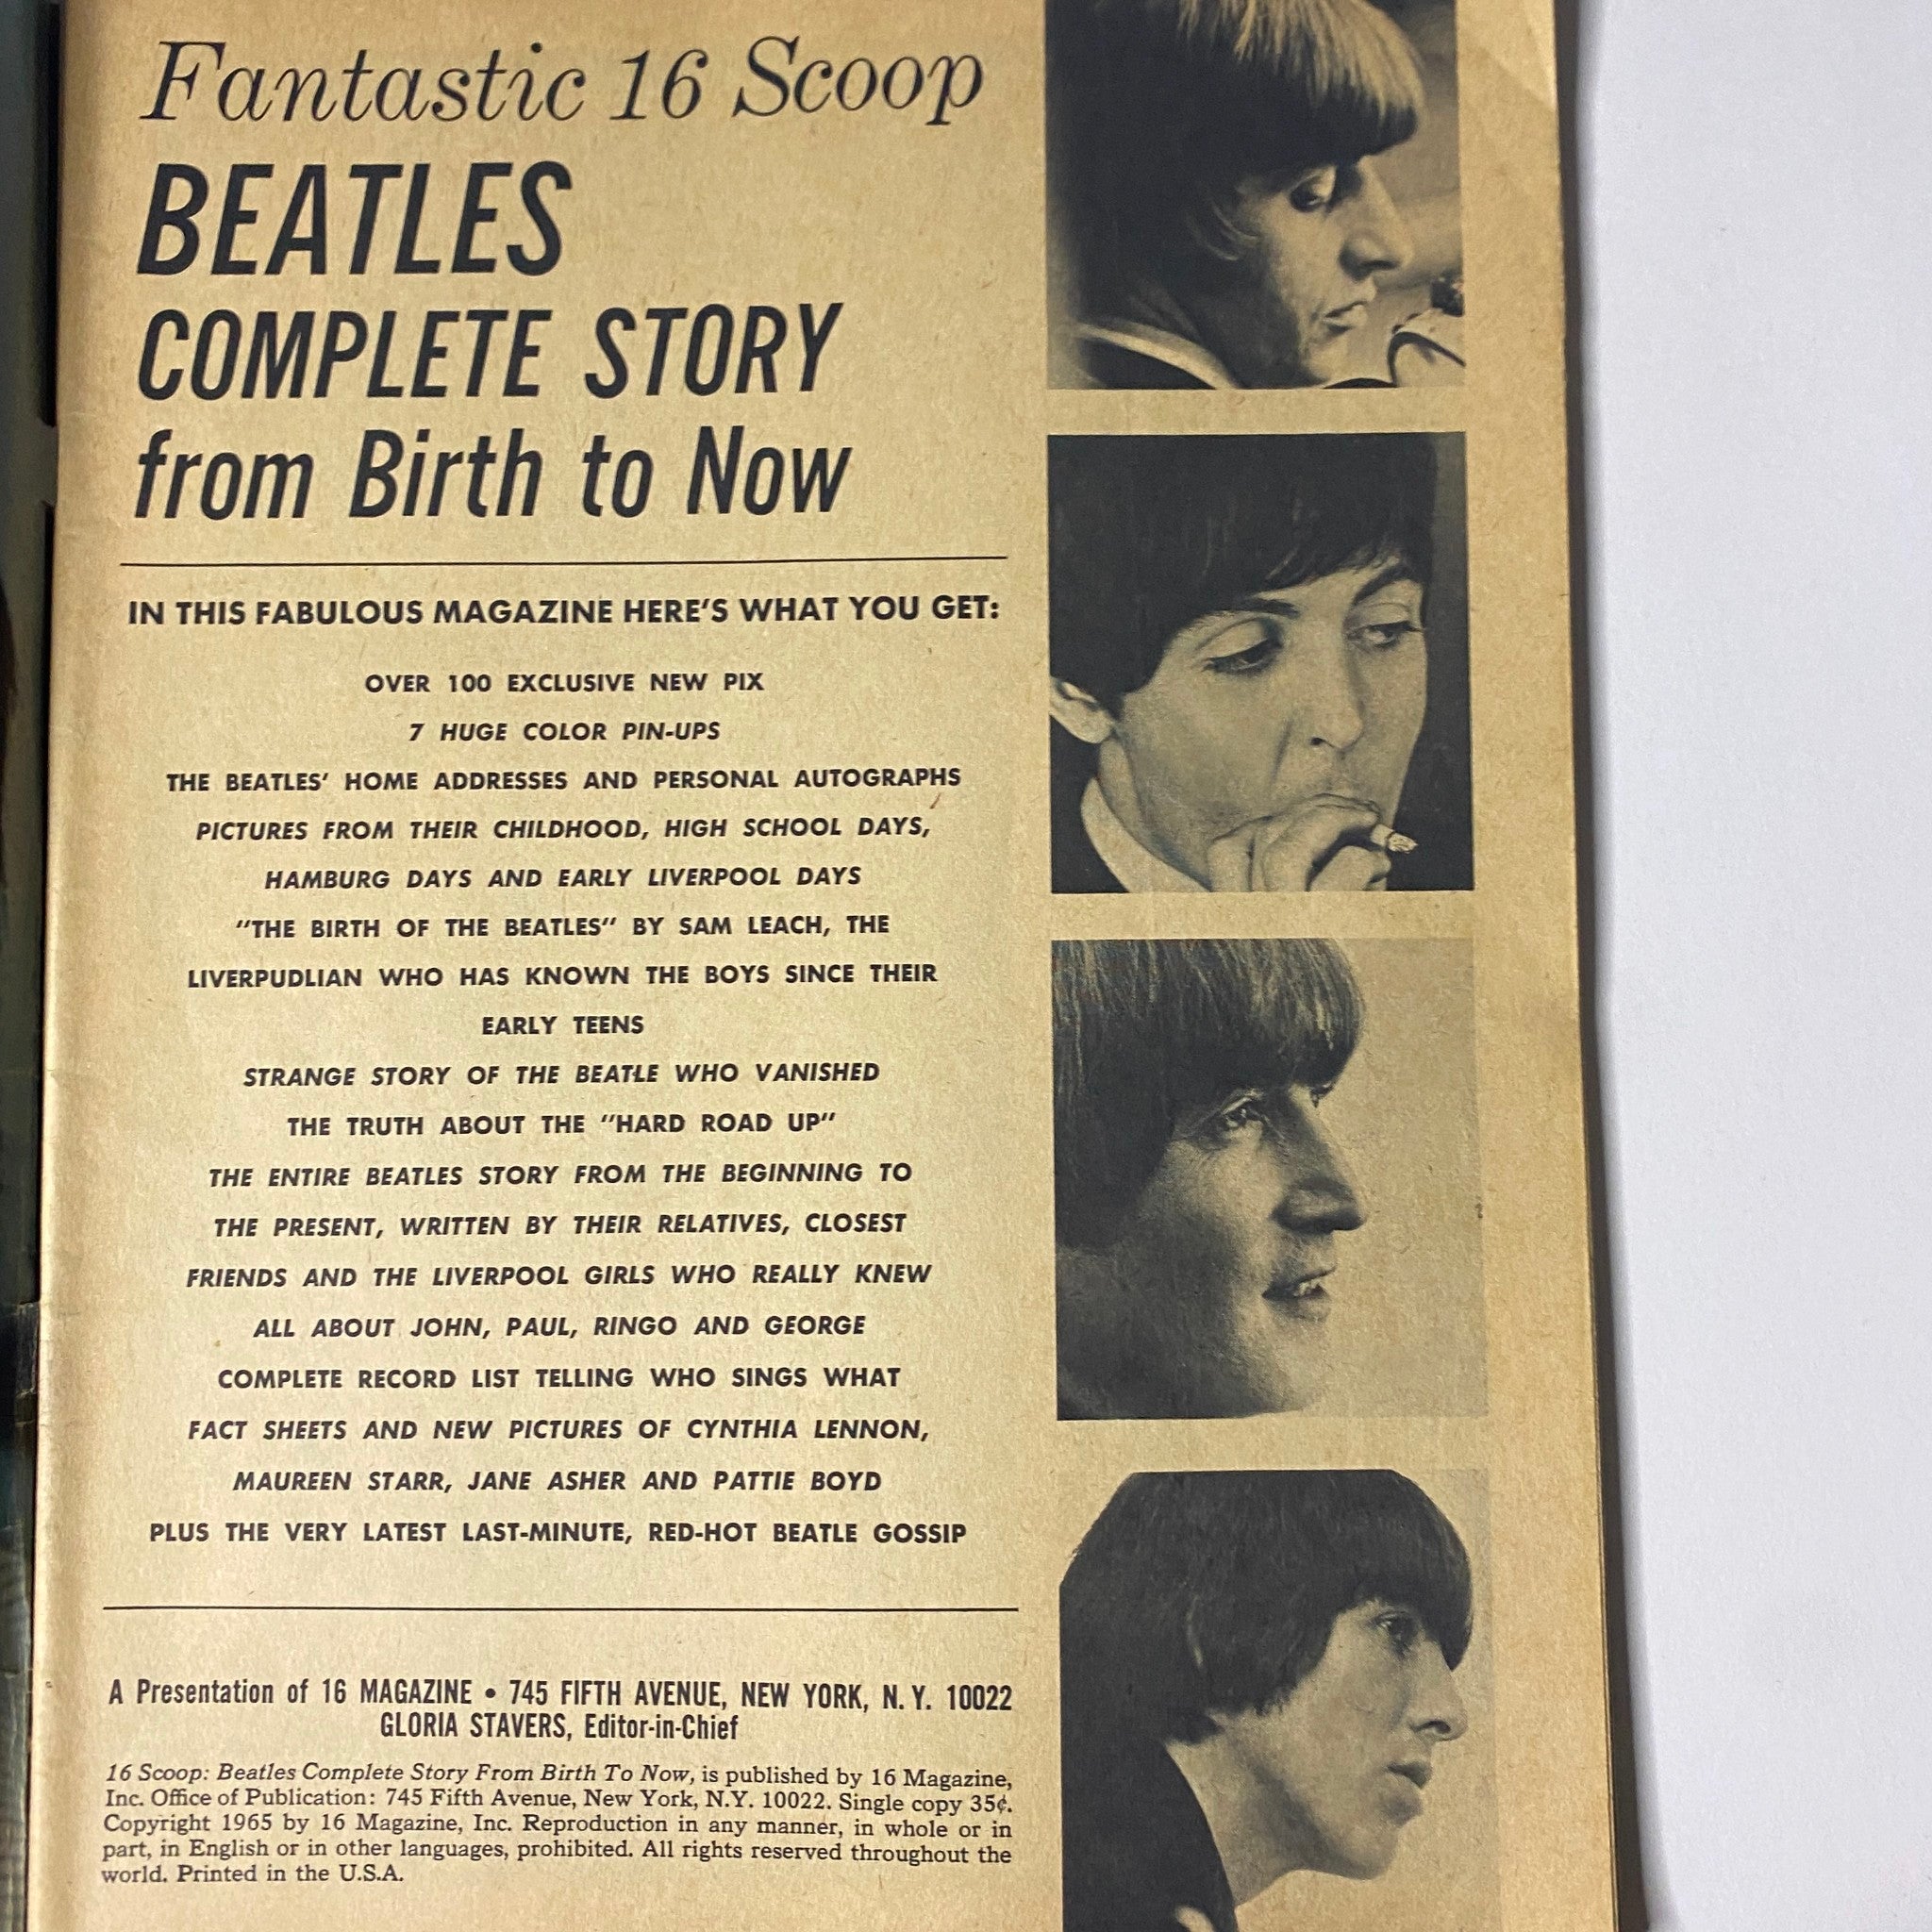 Fantastic 16 Scoop
BEATLES
COMPLETE STORY
from Birth to Now
IN THIS FABULOUS MAGAZINE HERE'S WHAT YOU GET:
OVER 100 EXCLUSIVE NEW PIX
7 HUGE COLOR PIN-UPS
THE BEATLES' HOME ADDRESSES AND PERSONAL AUTOGRAPHS
PICTURES FROM THEIR CHILDHOOD, HIGH SCHOOL DAYS,
HAMBURG DAYS AND EARLY LIVERPOOL DAYS
"THE BIRTH OF THE BEATLES" BY SAM LEACH, THE
LIVERPUDLIAN WHO HAS KNOWN THE BOYS SINCE THEIR
EARLY TEENS
STRANGE STORY OF THE BEATLE WHO VANISHED
THE TRUTH ABOUT THE "HARD ROAD UP"
THE ENTIRE BEATLES STORY FROM THE BEGINNING TO
THE PRESENT, WRITTEN BY THEIR RELATIVES, CLOSEST
FRIENDS AND THE LIVERPOOL GIRLS WHO REALLY KNEW
ALL ABOUT JOHN, PAUL, RINGO AND GEORGE
COMPLETE RECORD LIST TELLING WHO SINGS WHAT
FACT SHEETS AND NEW PICTURES OF CYNTHIA LENNON,
MAUREEN STARR, JANE ASHER AND PATTIE BOYD
PLUS THE VERY LATEST LAST-MINUTE, RED-HOT BEATLE GOSSIP
A Presentation of 16 MAGAZINE • 745 FIFTH AVENUE, NEW YORK, N.Y. 10022
GLORIA STAVERS, Editor-in-Chief
16 Scoop: Beatles Complete Story From Birth To Now, is published by 16 Magazine,
Inc. Office of Publication: 745 Fifth Avenue, New York, N.Y. 10022. Single copy 35¢.
Copyright 1965 by 16 Magazine, Inc. Reproduction in any manner, in whole or in
part, in English or in other languages, prohibited. All rights reserved throughout the
world. Printed in the U.S.A.